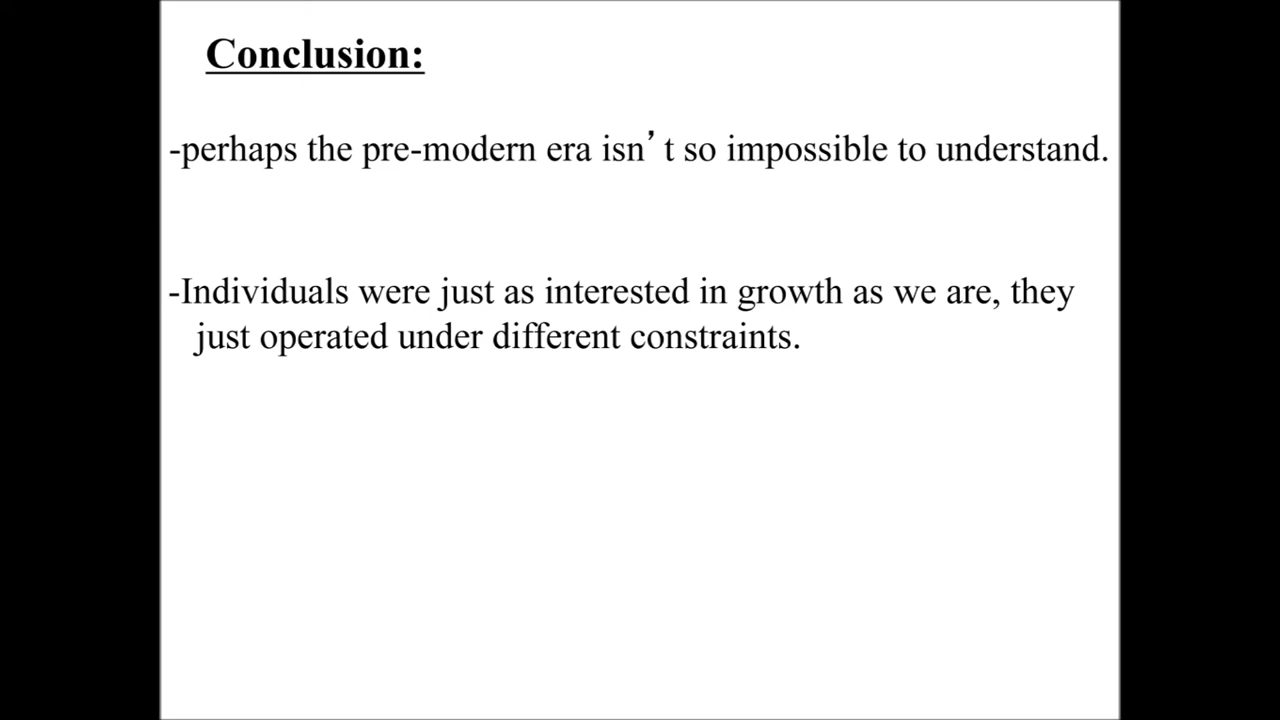 Conclusion:
-perhaps the pre-modern era isn’t so impossible to understand.
-Individuals were just as interested in growth as we are, they
just operated under different constraints.